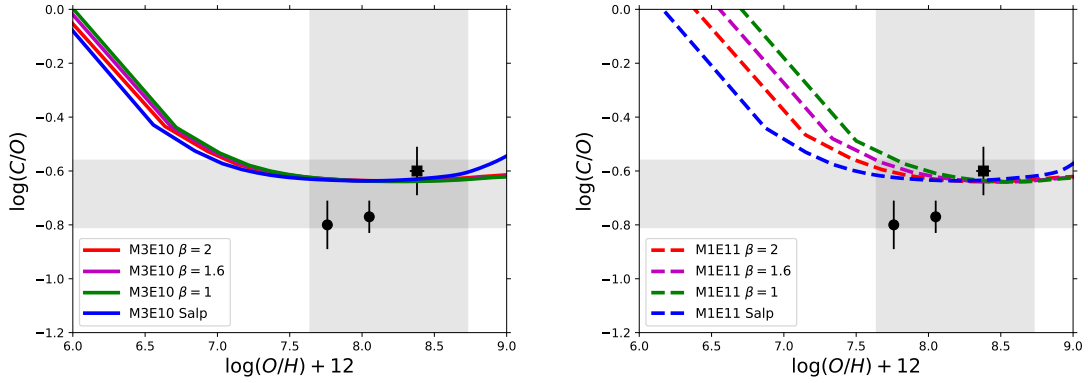 0.0
−0.2
−0.4
−0.6
−0.8
−1.0
−1.2
log(C/O)
M3E10 β = 2
M3E10 β = 1.6
M3E10 β = 1
M3E10 Salp
6.0 6.5 7.0 7.5 8.0 8.5 9.0
log(O/H) + 12
0.0
−0.2
−0.4
−0.6
−0.8
−1.0
−1.2
log(C/O)
M1E11 β = 2
M1E11 β = 1.6
M1E11 β = 1
M1E11 Salp
6.0 6.5 7.0 7.5 8.0 8.5 9.0
log(O/H) + 12